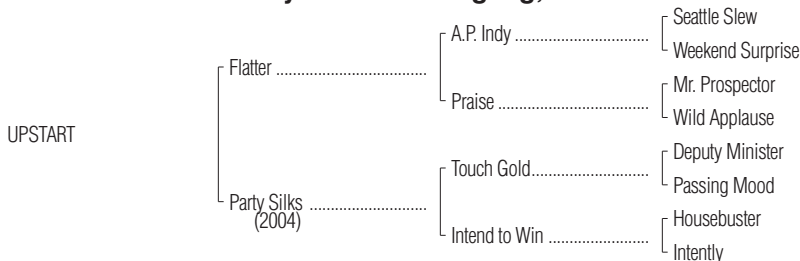 Seattle Slew
A.P. Indy
Weekend Surprise
Flatter
Mr. Prospector
Praise
Wild Applause
UPSTART
Deputy Minister
Touch Gold
Passing Mood
Party Silks
(2004)
Housebuster
Intend to Win
Intently